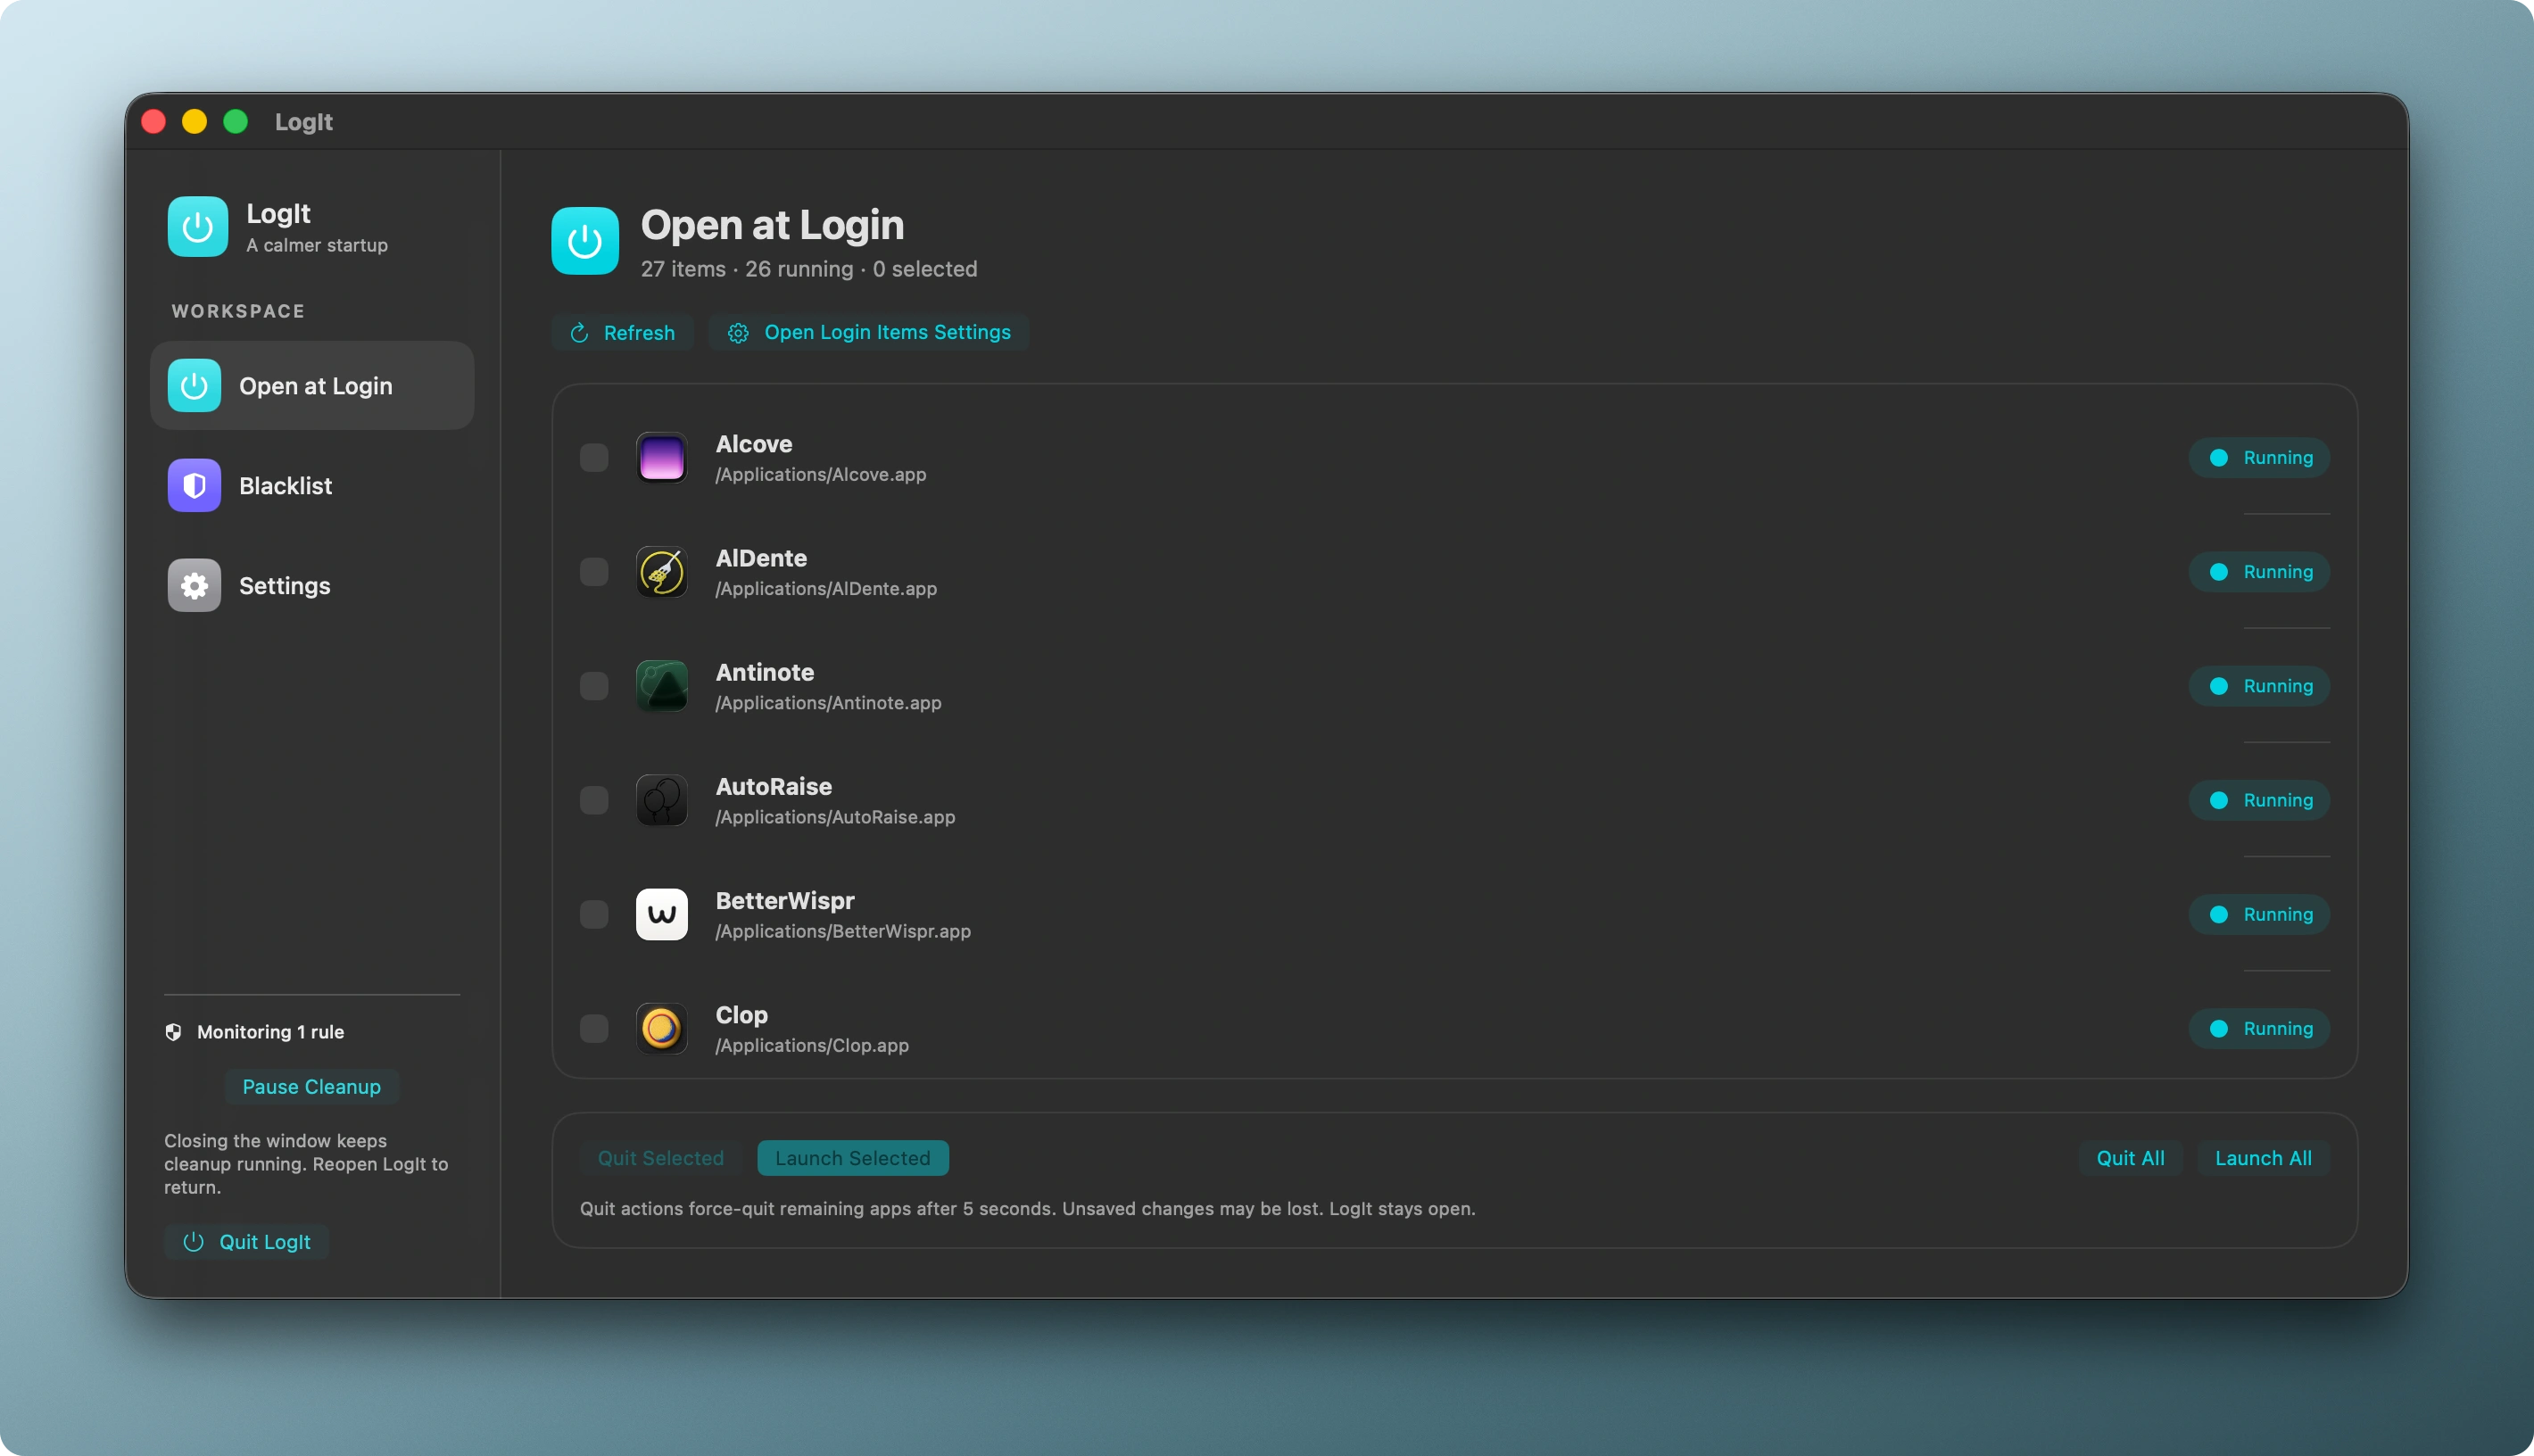 LogIt
LogIt
A calmer startup
WORKSPACE
Open at Login
Blacklist
Settings
Monitoring 1 rule
Pause Cleanup
Closing the window keeps
cleanup running. Reopen LogIt to
return.
Quit LogIt
Open at Login
27 items · 26 running · 0 selected
Refresh
Open Login Items Settings
Alcove
/Applications/Alcove.app
Running
AlDente
/Applications/AlDente.app
Running
Antinote
/Applications/Antinote.app
Running
AutoRaise
/Applications/AutoRaise.app
Running
BetterWispr
/Applications/BetterWispr.app
Running
Clop
/Applications/Clop.app
Running
Quit Selected
Launch Selected
Quit All
Launch All
Quit actions force-quit remaining apps after 5 seconds. Unsaved changes may be lost. LogIt stays open.